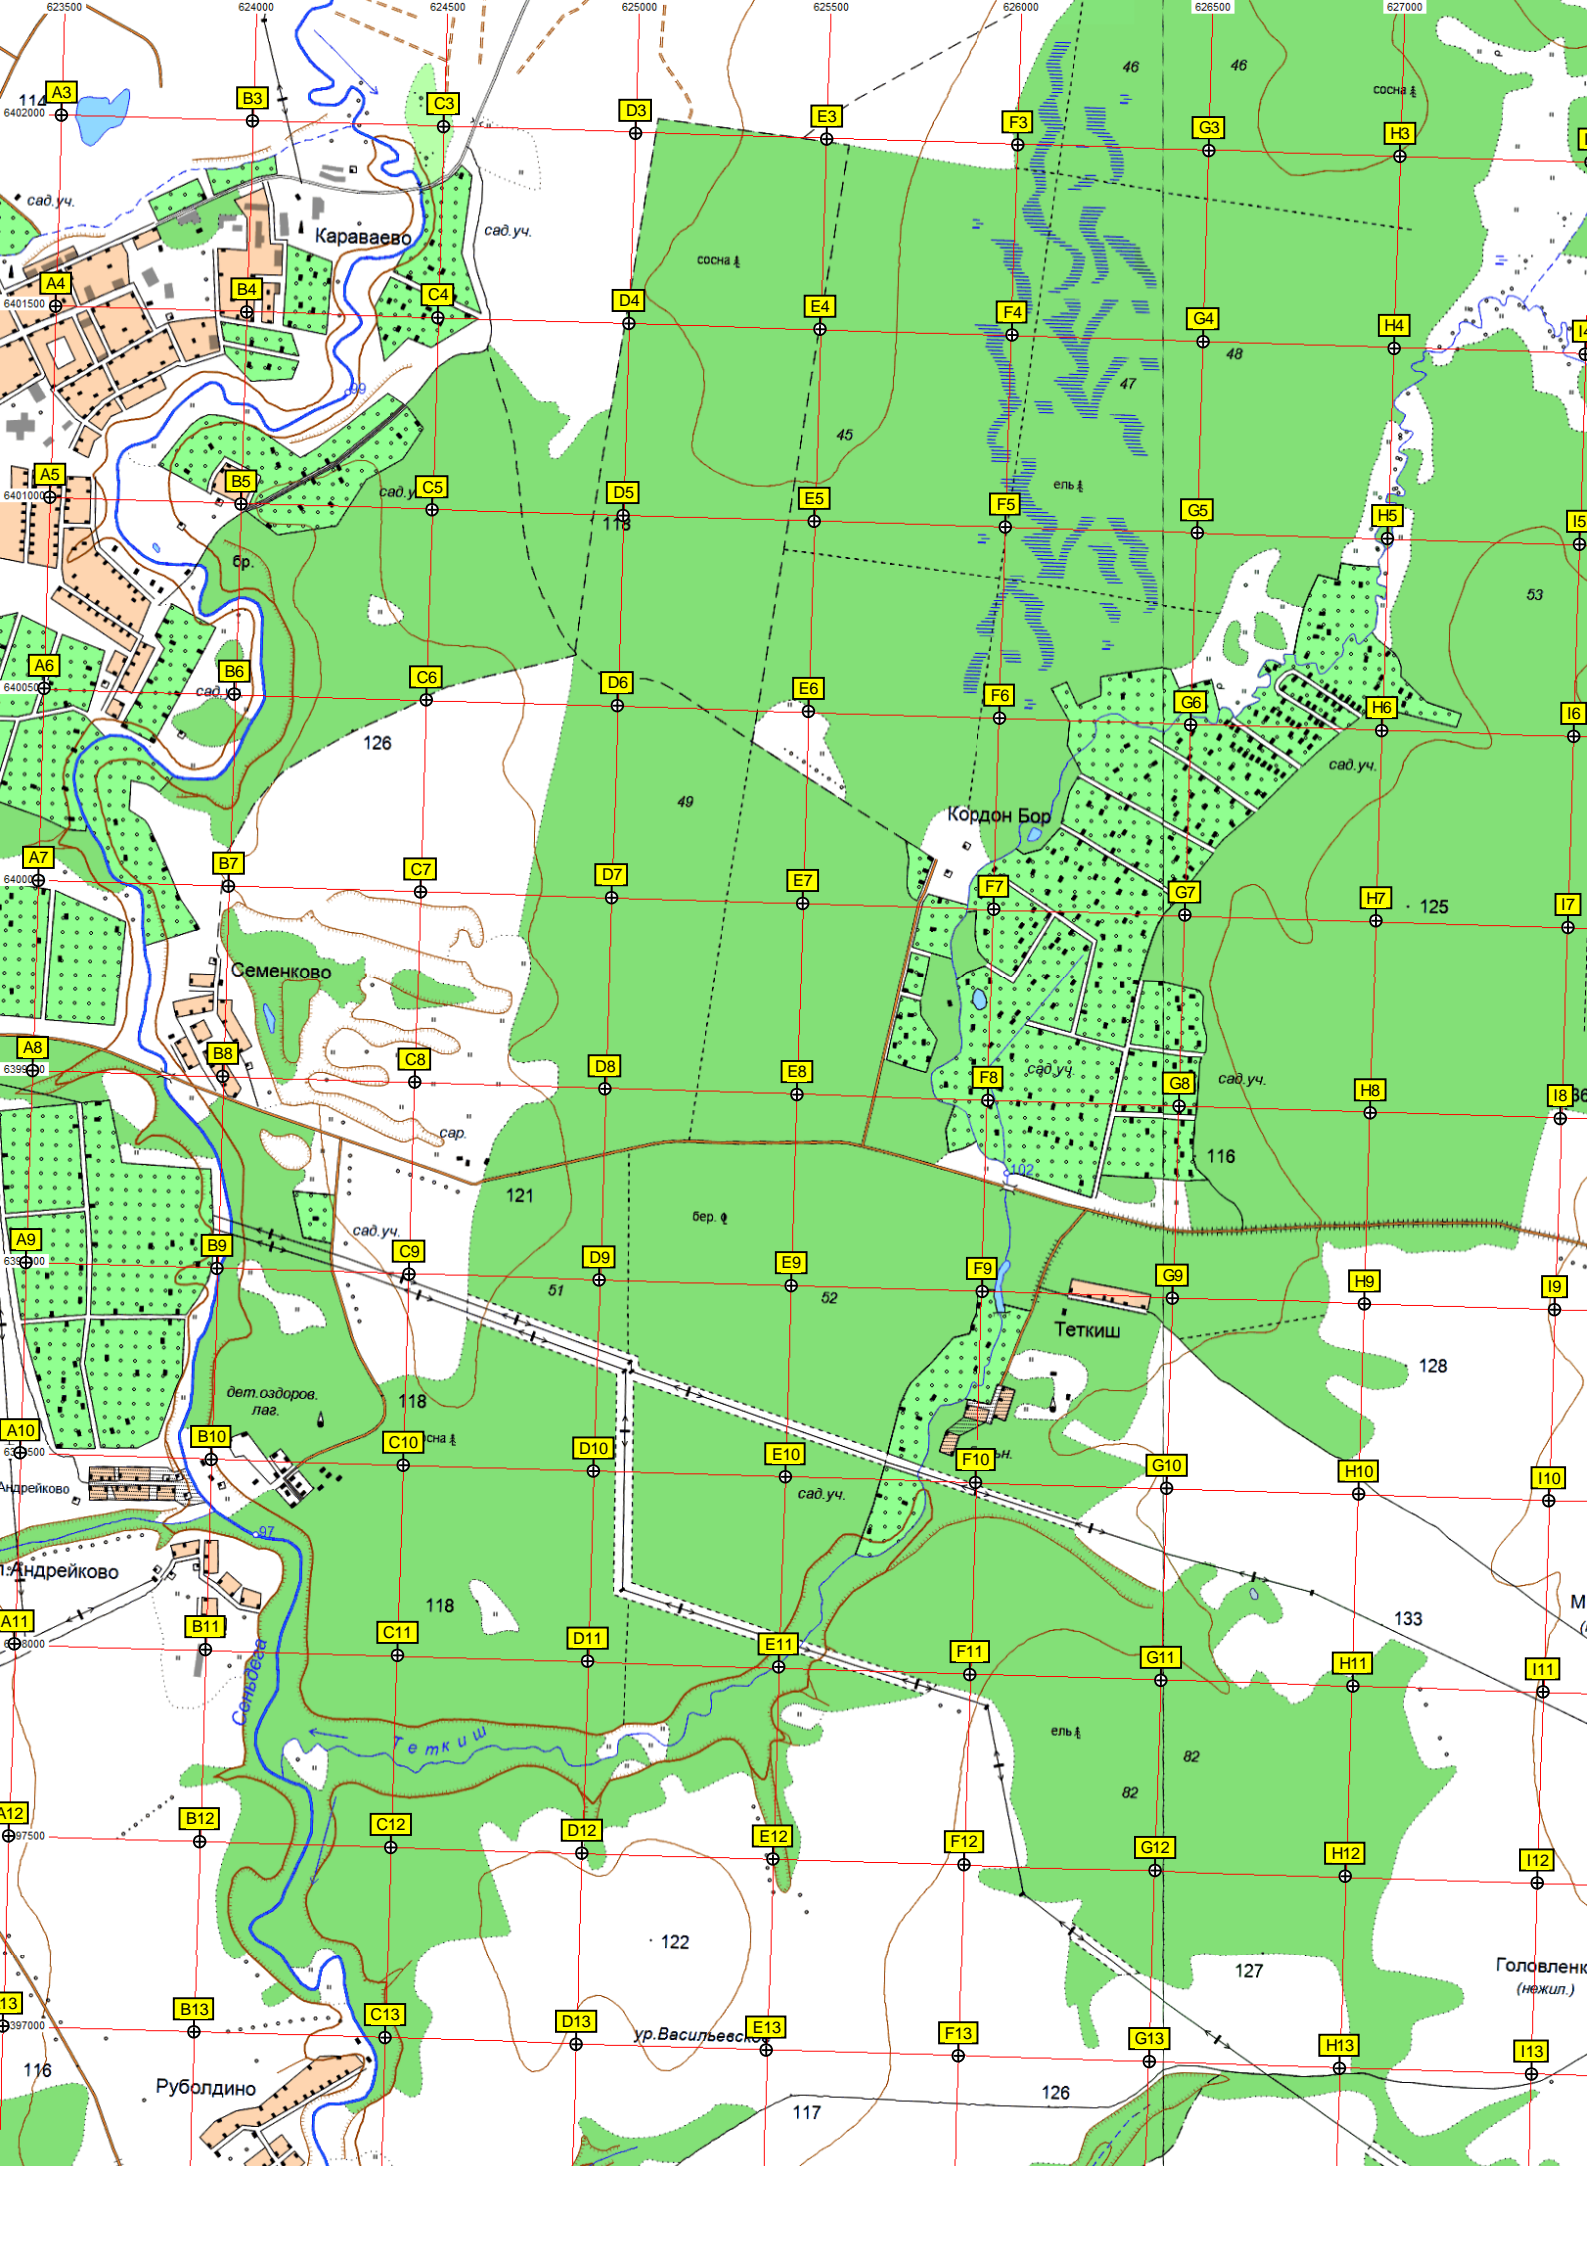 623500 624000 624500 625000 625500 626000 626500 627000
46 46
сосна
A3 B3 C3 D3 E3 F3 G3 H3
114
6402000
сад.уч.
Караваево
сад.уч.
сосна
A4 B4 C4 D4 E4 F4 G4 H4
6401500
48
47
99
45
A5 B5 C5 D5 E5 F5 G5 H5 I5
6401000
ель
118
бр.
53
A6 B6 C6 D6 E6 F6 G6 H6 I6
126
сад.уч.
49
Кордон Бор
A7 B7 C7 D7 E7 F7 G7 H7 I7
125
Семенково
A8 B8 C8 D8 E8 F8 G8 H8 I8
сад.уч.
сад.уч.
сар.
116
102
121
бер.
сад.уч.
A9 B9 C9 D9 E9 F9 G9 H9 I9
51
52
Теткиш
128
дет.оздоров.
лаг.
118
A10 B10 C10 D10 E10 F10 G10 H10 I10
Андрейково
сад.уч.
97
Андрейково
118
133
A11 B11 C11 D11 E11 F11 G11 H11 I11
Сеньдега
Теткиш
ель
82
82
A12 B12 C12 D12 E12 F12 G12 H12 I12
97500
122
127
Головленк
(нежил.)
13 B13 C13 D13 E13 F13 G13 H13 I13
397000
116
Руболдино
126
117